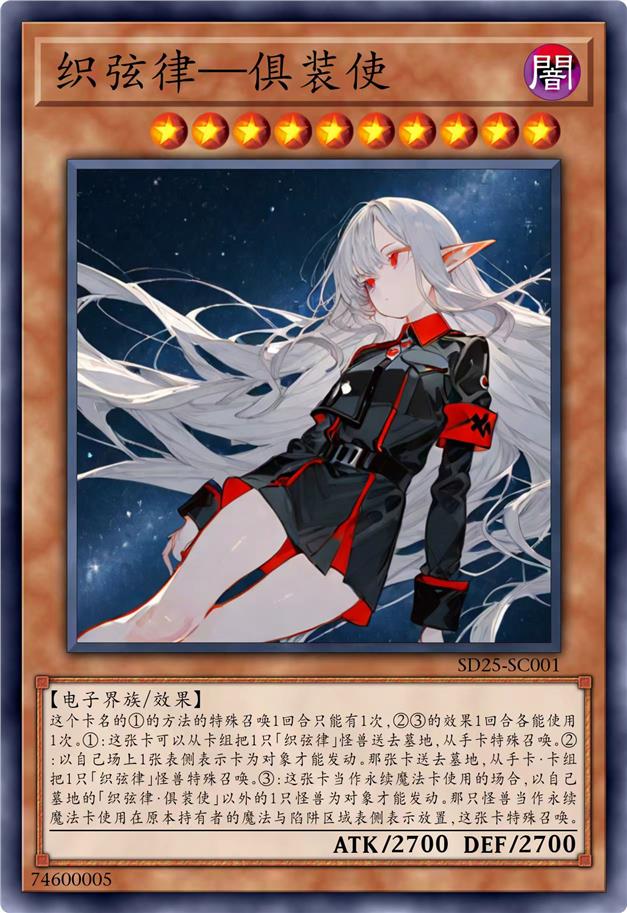 织弦律—俱装使
闇
SD25-SC001
【电子界族/效果】
这个卡名的①的方法的特殊召唤1回合只能有1次，②③的效果1回合各能使用
1次。①：这张卡可以从卡组把1只「织弦律」怪兽送去墓地，从手卡特殊召唤。②
：以自己场上1张表侧表示卡为对象才能发动。那张卡送去墓地，从手卡·卡组
把1只「织弦律」怪兽特殊召唤。③：这张卡当作永续魔法卡使用的场合，以自己
墓地的「织弦律·俱装使」以外的1只怪兽为对象才能发动。那只怪兽当作永续
魔法卡使用在原本持有者的魔法与陷阱区域表侧表示放置，这张卡特殊召唤。
ATK/2700 DEF/2700
74600005